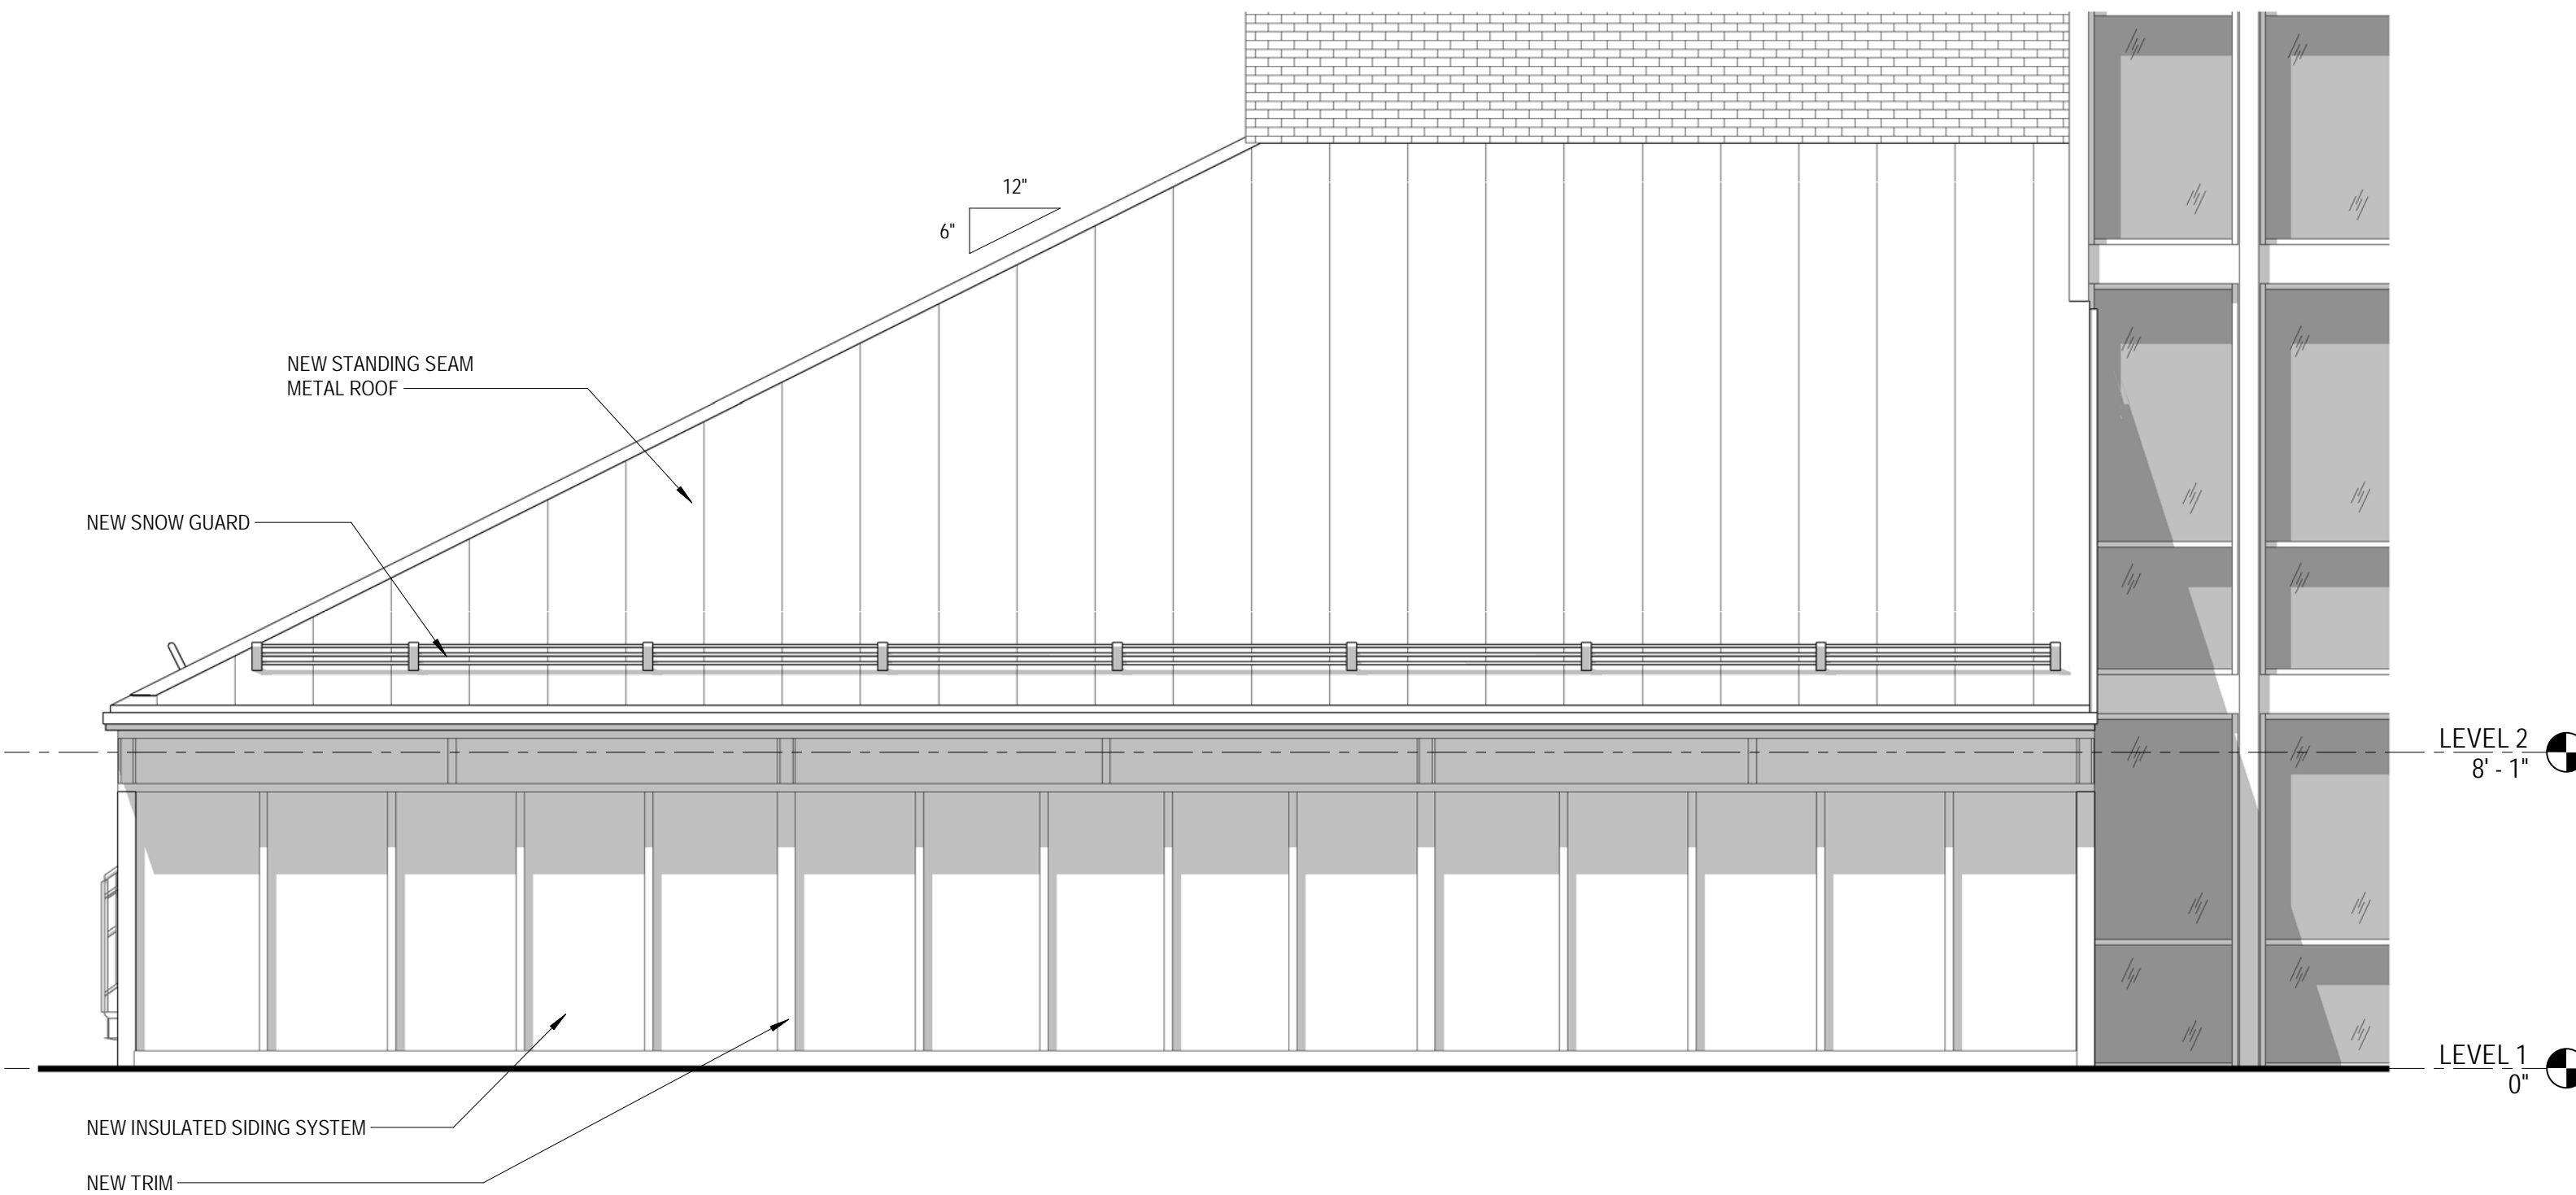 12"
6"
NEW STANDING SEAM
METAL ROOF
NEW SNOW GUARD
LEVEL 2
8' - 1"
LEVEL 1
0"
NEW INSULATED SIDING SYSTEM
NEW TRIM